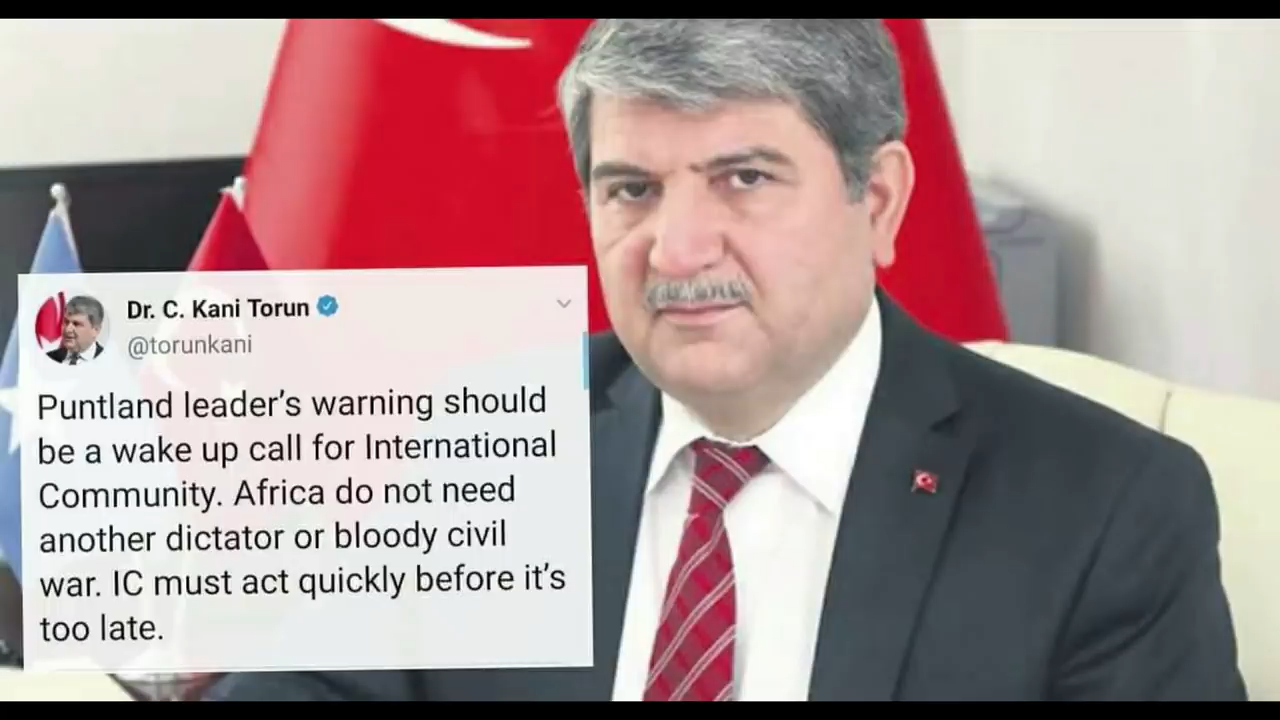 Dr. C. Kani Torun
@torunkani
Puntland leader’s warning should
be a wake up call for International
Community. Africa do not need
another dictator or bloody civil
war. IC must act quickly before it’s
too late.